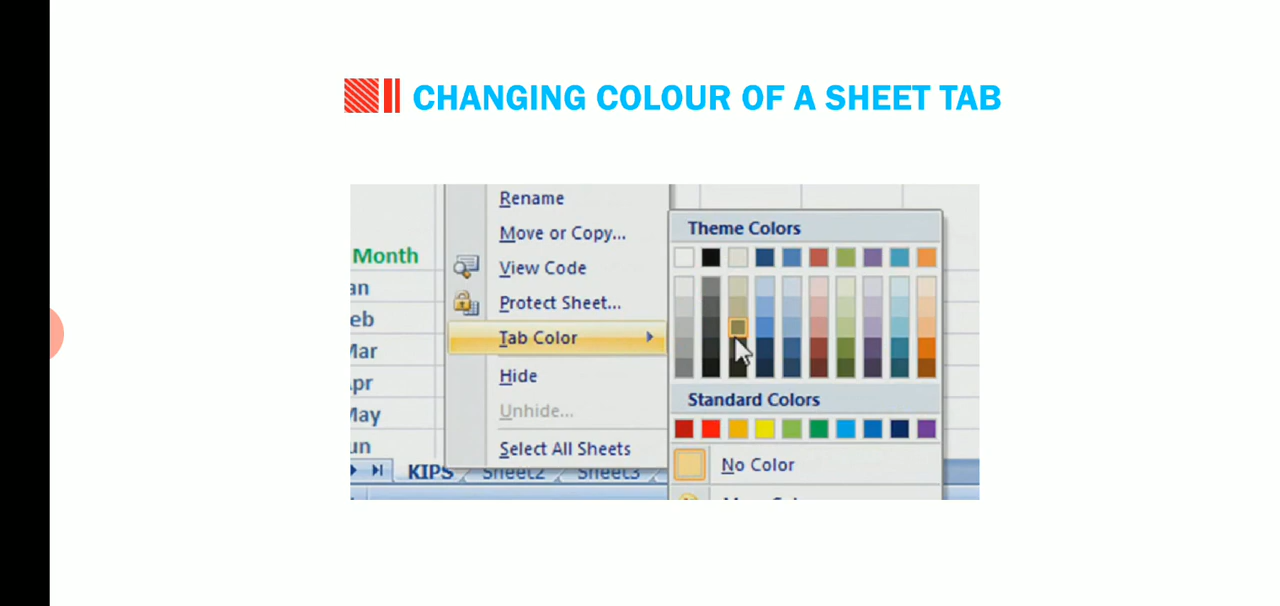 CHANGING COLOUR OF A SHEET TAB
Rename
Move or Copy...
View Code
Protect Sheet...
Tab Color
Hide
Unhide...
Select All Sheets
Theme Colors
Standard Colors
No Color
Month
an
eb
Mar
Apr
May
un
KIPS Sheet2 Sheet3